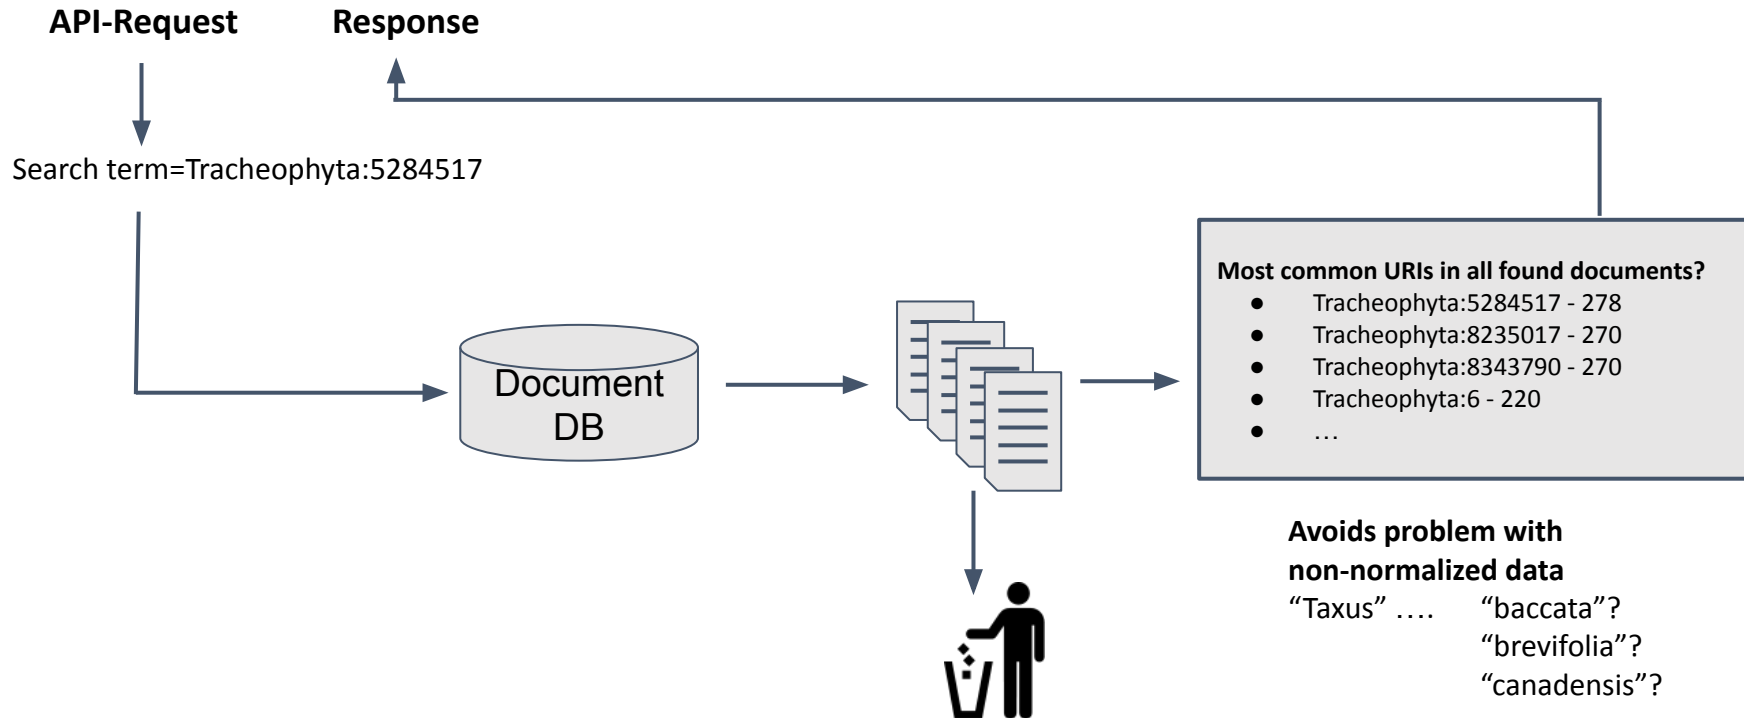 API-Request
Response
Search term=Tracheophyta:5284517
Document
DB
Most common URIs in all found documents?
● Tracheophyta:5284517 - 278
● Tracheophyta:8235017 - 270
● Tracheophyta:8343790 - 270
● Tracheophyta:6 - 220
● …
Avoids problem with
non-normalized data
“Taxus” …. “baccata”?
“brevifolia”?
“canadensis”?